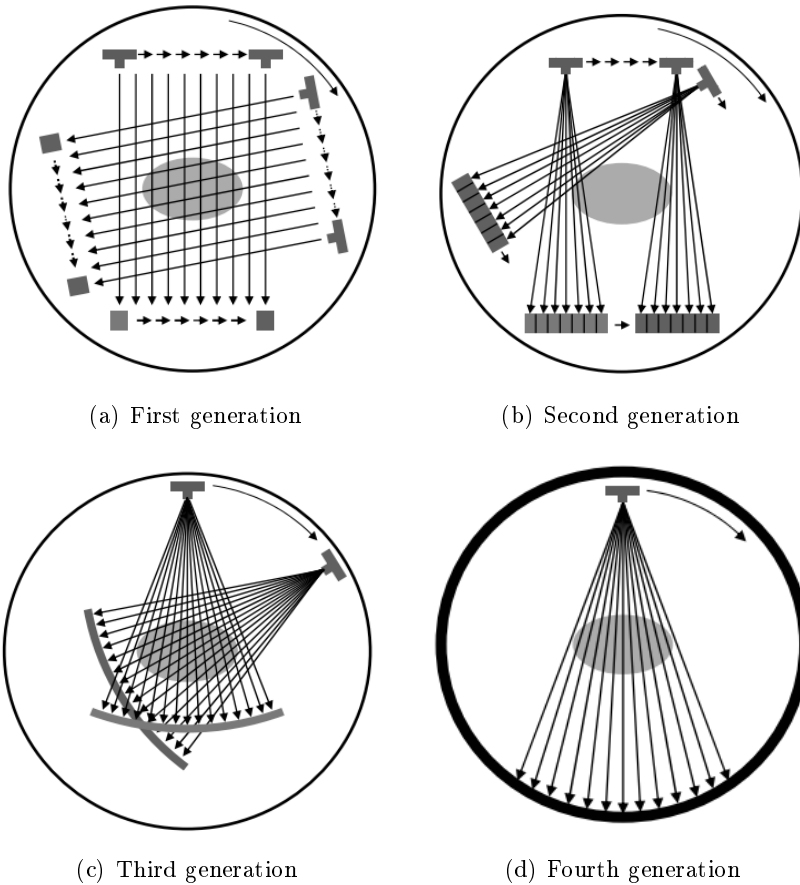 (a) First generation
(b) Second generation
(c) Third generation
(d) Fourth generation